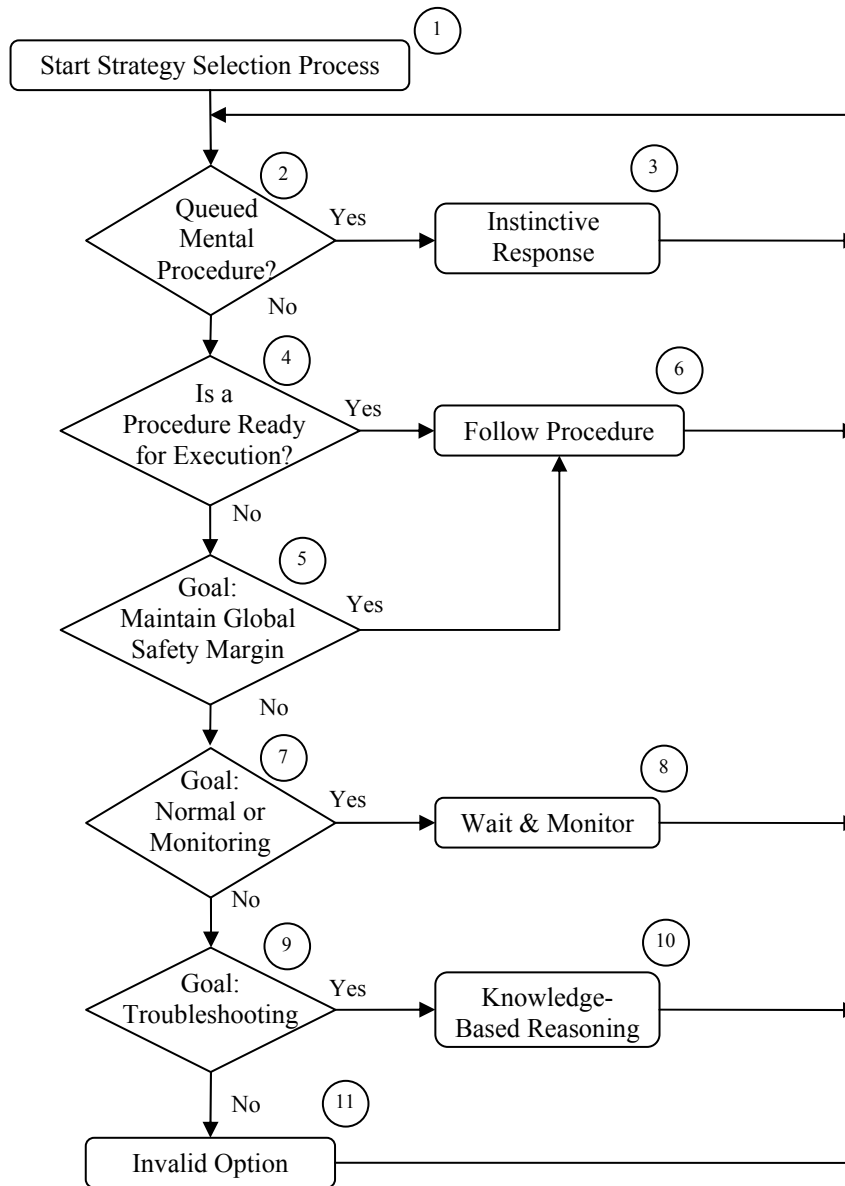 1
Start Strategy Selection Process
2
Queued
Mental
Procedure?
Yes
3
Instinctive
Response
No
4
Is a
Procedure Ready
for Execution?
Yes
6
Follow Procedure
No
5
Goal:
Maintain Global
Safety Margin
Yes
No
7
Goal:
Normal or
Monitoring
Yes
8
Wait & Monitor
No
9
Goal:
Troubleshooting
Yes
10
Knowledge-
Based Reasoning
No
11
Invalid Option